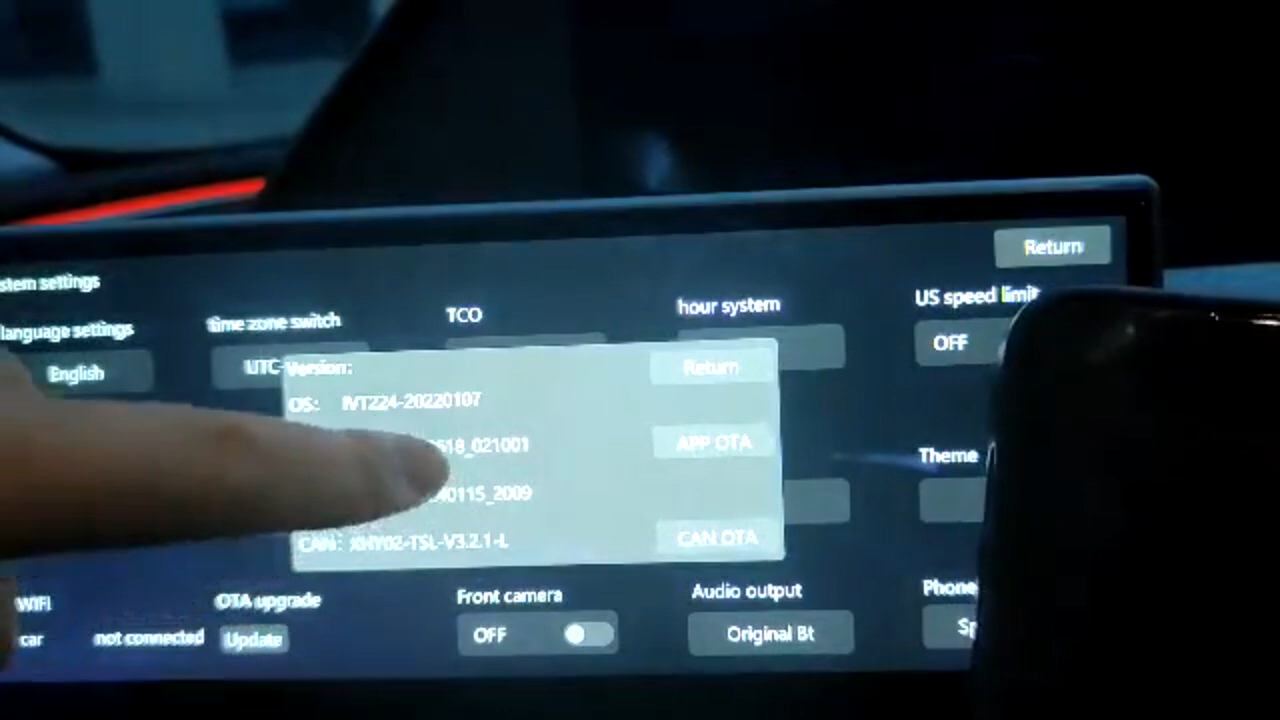 Return
stem settings
language settings
time zone switch
TCO
hour system
US speed limit
English
UTC-
OFF
Version:
Return
OS: IVT224-20220107
518_021001
APP OTA
40115_2009
Theme
CAN: XHY02-TSL-V3.2.1-L
CAN OTA
WIFI
OTA upgrade
Front camera
Audio output
Phone
car
not connected
Update
OFF
Original Bt
Sp